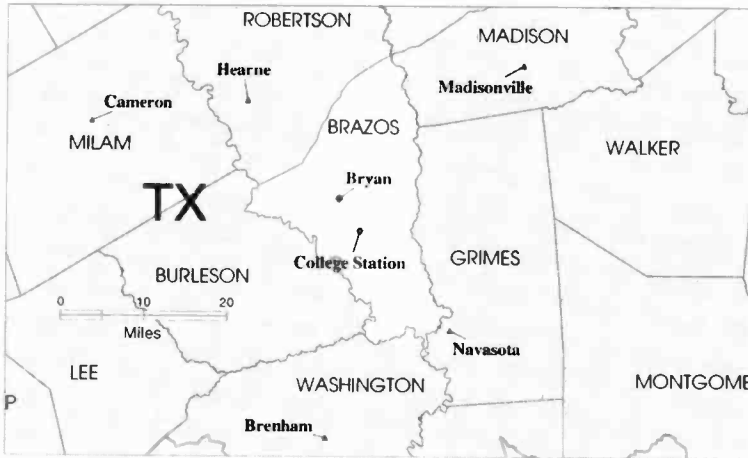 ROBERTSON
MADISON
Hearne
Madisonville
Cameron
BRAZOS
MILAM
WALKER
Bryan
TX
College Station
GRIMES
BURLESON
0 10 20
Miles
Navasota
LEE
WASHINGTON
MONTGOME
P
Brenham